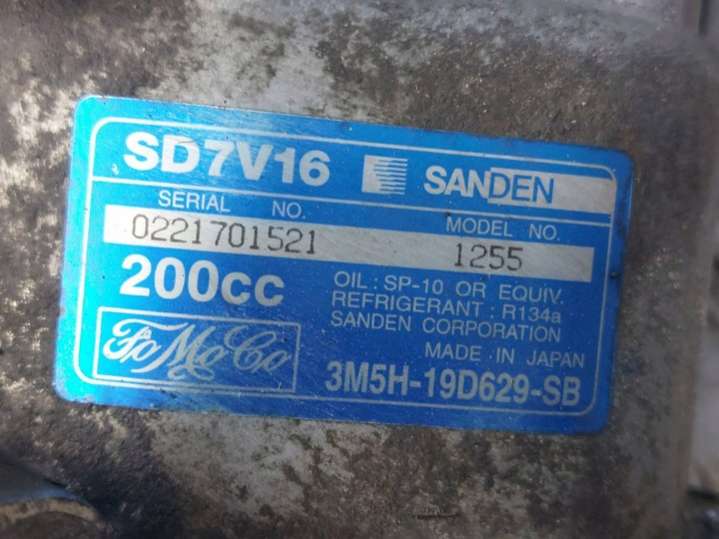 SD7V16 SANDEN
SERIAL NO. MODEL NO.
0221701521 1255
200cc
OIL : SP-10 OR EQUIV.
REFRIGERANT : R134a
SANDEN CORPORATION
MADE IN JAPAN
FoMoCo
3M5H-19D629-SB